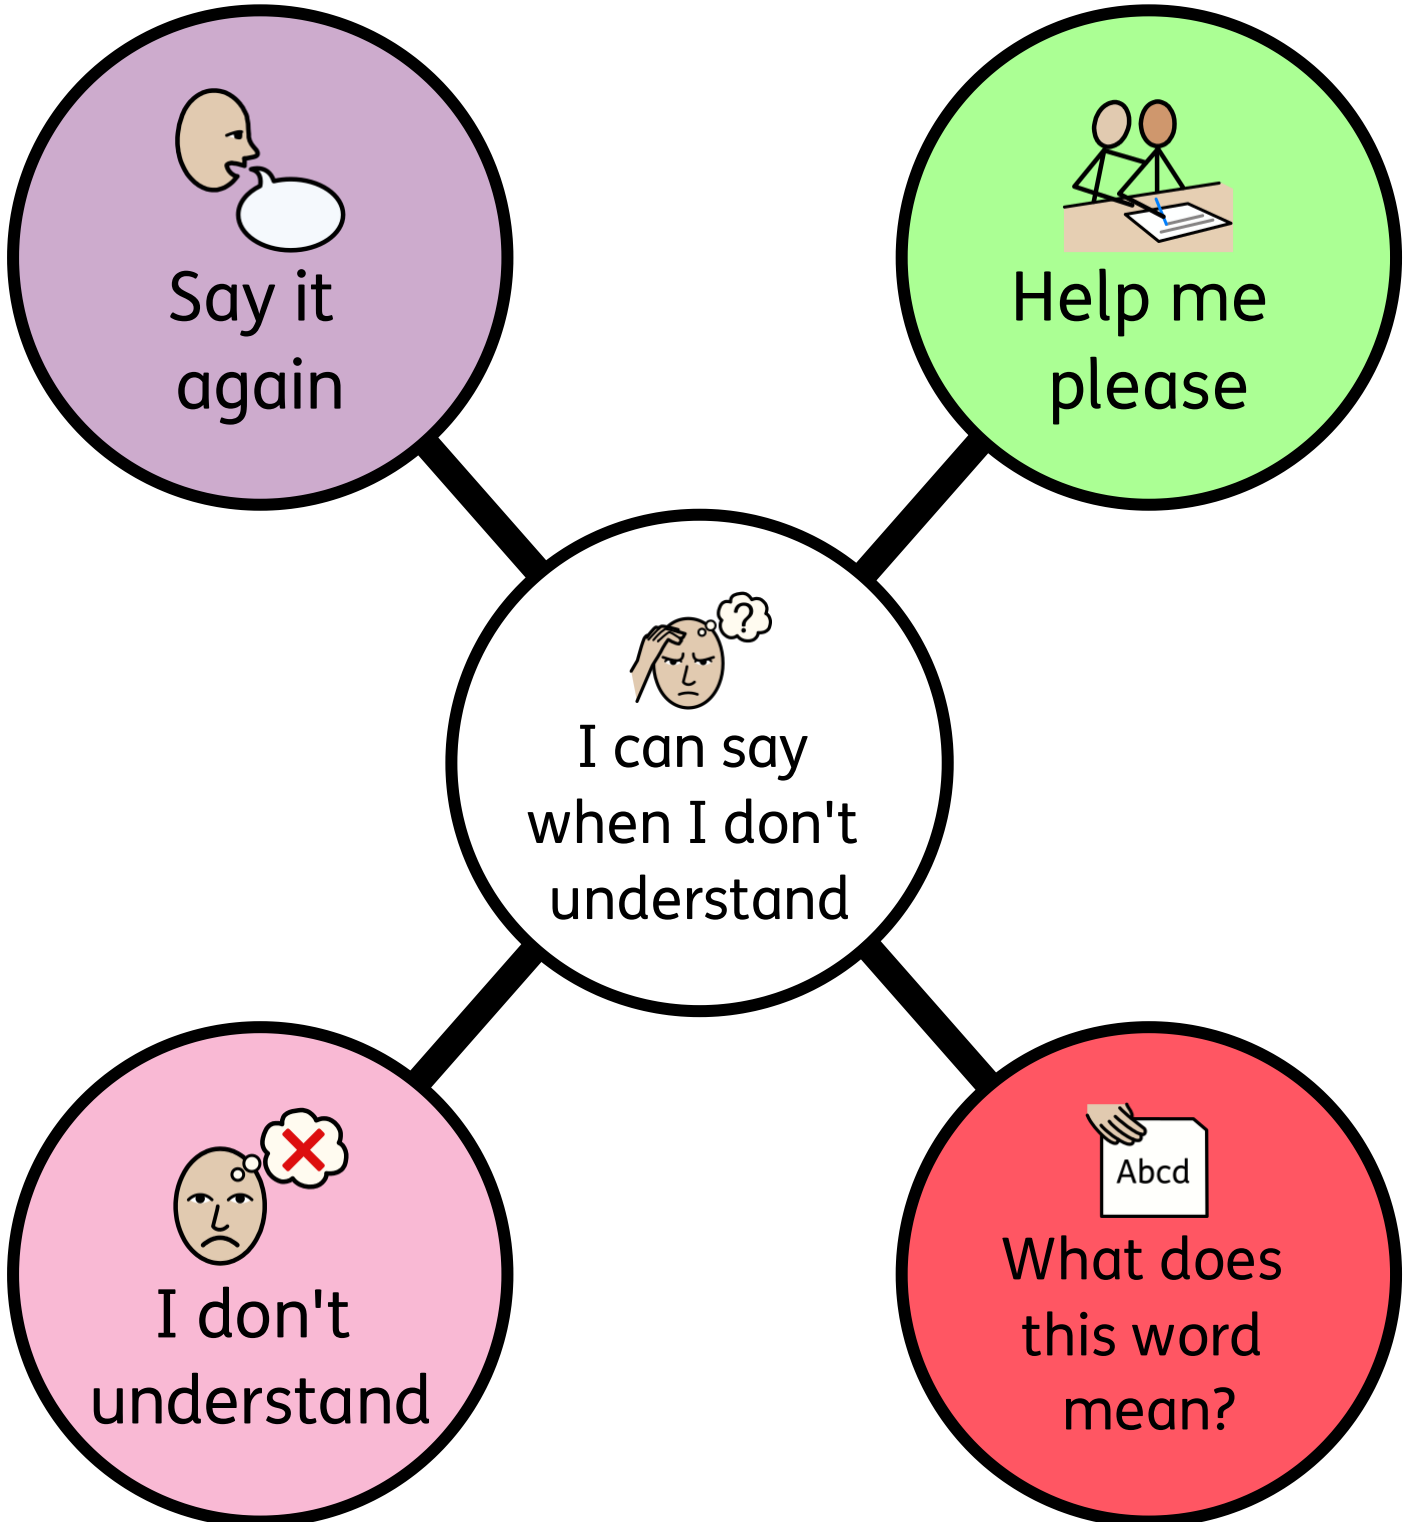 Say it
again
Help me
please
?
I can say
when I don't
understand
I don't
understand
Abcd
What does
this word
mean?